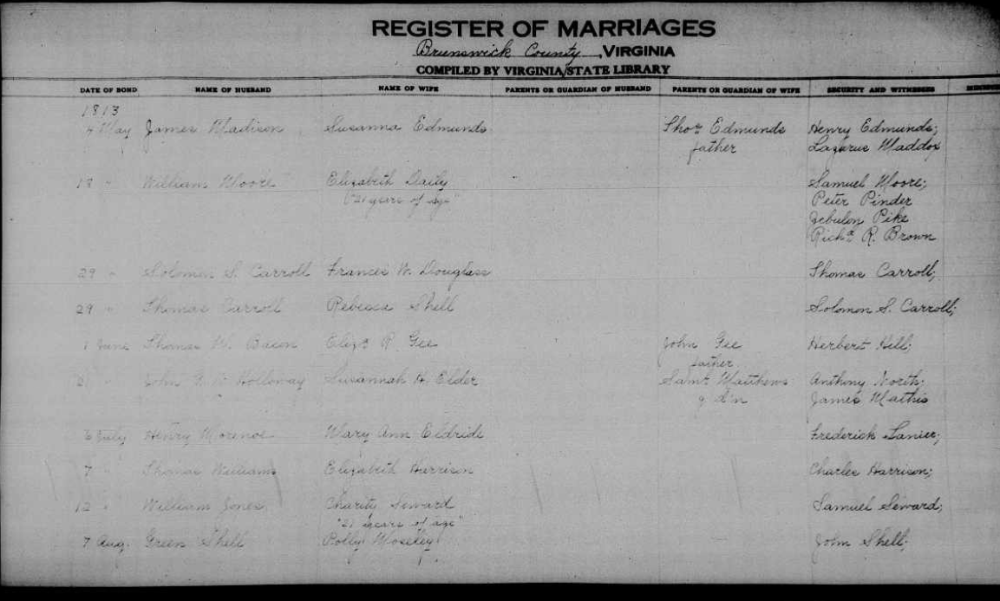 REGISTER OF MARRIAGES
Brunswick County, VIRGINIA
COMPILED BY VIRGINIA STATE LIBRARY
DATE OF BOND NAME OF HUSBAND NAME OF WIFE PARENTS OR GUARDIAN OF HUSBAND PARENTS OR GUARDIAN OF WIFE SECURITY AND WITNESSES
1813
4 May James Madison Susanna Edmunds Thos Edmunds Henry Edmunds;
father Lazarus Maddox
18 " William Moore Elizabeth Daily Samuel Moore;
"21 years of age" Peter Pinder
Zebulon Pike
Richd R. Brown
29 " Solomon S. Carroll Frances W. Douglass Thomas Carroll;
29 " Thomas Carroll Rebecca Shell Solomon S. Carroll;
1 June Thomas W. Bacon Eliza R. Gee John Gee Herbert Hill;
father
" John Holloway Susannah H. Elder Saml Matthews Anthony North;
g'd'n James Mathis
6 July Henry Mary Ann Eldride Frederick Lanier;
7 " Thomas Williams Elizabeth Harrison Charles Harrison;
12 " William Jones Charity Seward Samuel Seward;
"21 years of age"
7 Aug. Green Shell Polly Moseley John Shell;